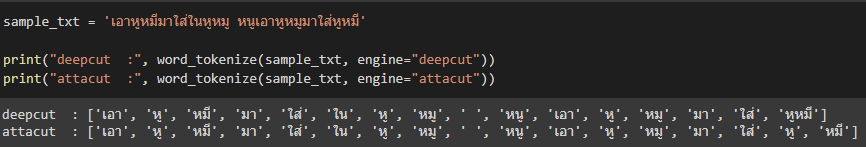 sample_txt = 'เอาหูหมีมาใส่ในหูหมู หนูเอาหูหมูมาใส่หูหมี'
print("deepcut  :", word_tokenize(sample_txt, engine="deepcut"))
print("attacut  :", word_tokenize(sample_txt, engine="attacut"))
deepcut  : ['เอา', 'หู', 'หมี', 'มา', 'ใส่', 'ใน', 'หู', 'หมู', ' ', 'หนู', 'เอา', 'หู', 'หมู', 'มา', 'ใส่', 'หูหมี']
attacut  : ['เอา', 'หู', 'หมี', 'มา', 'ใส่', 'ใน', 'หู', 'หมู', ' ', 'หนู', 'เอา', 'หู', 'หมู', 'มา', 'ใส่', 'หู', 'หมี']